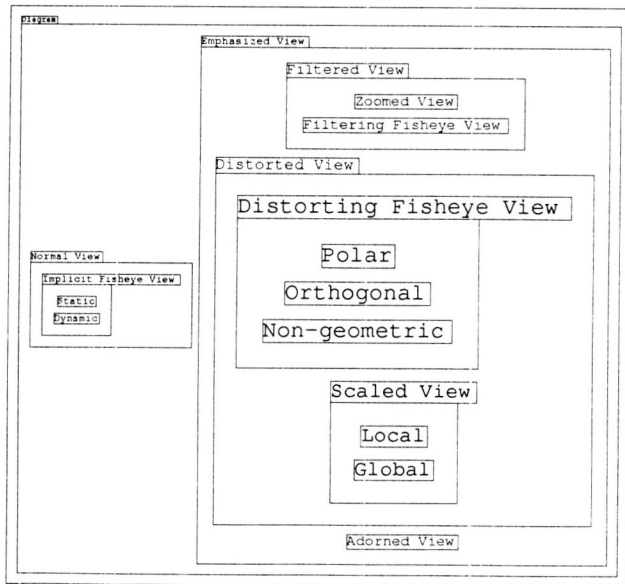 Diagram
Emphasized View
Filtered View
Zoomed View
Filtering Fisheye View
Distorted View
Distorting Fisheye View
Polar
Orthogonal
Non-geometric
Normal View
Implicit Fisheye View
Static
Dynamic
Scaled View
Local
Global
Adorned View